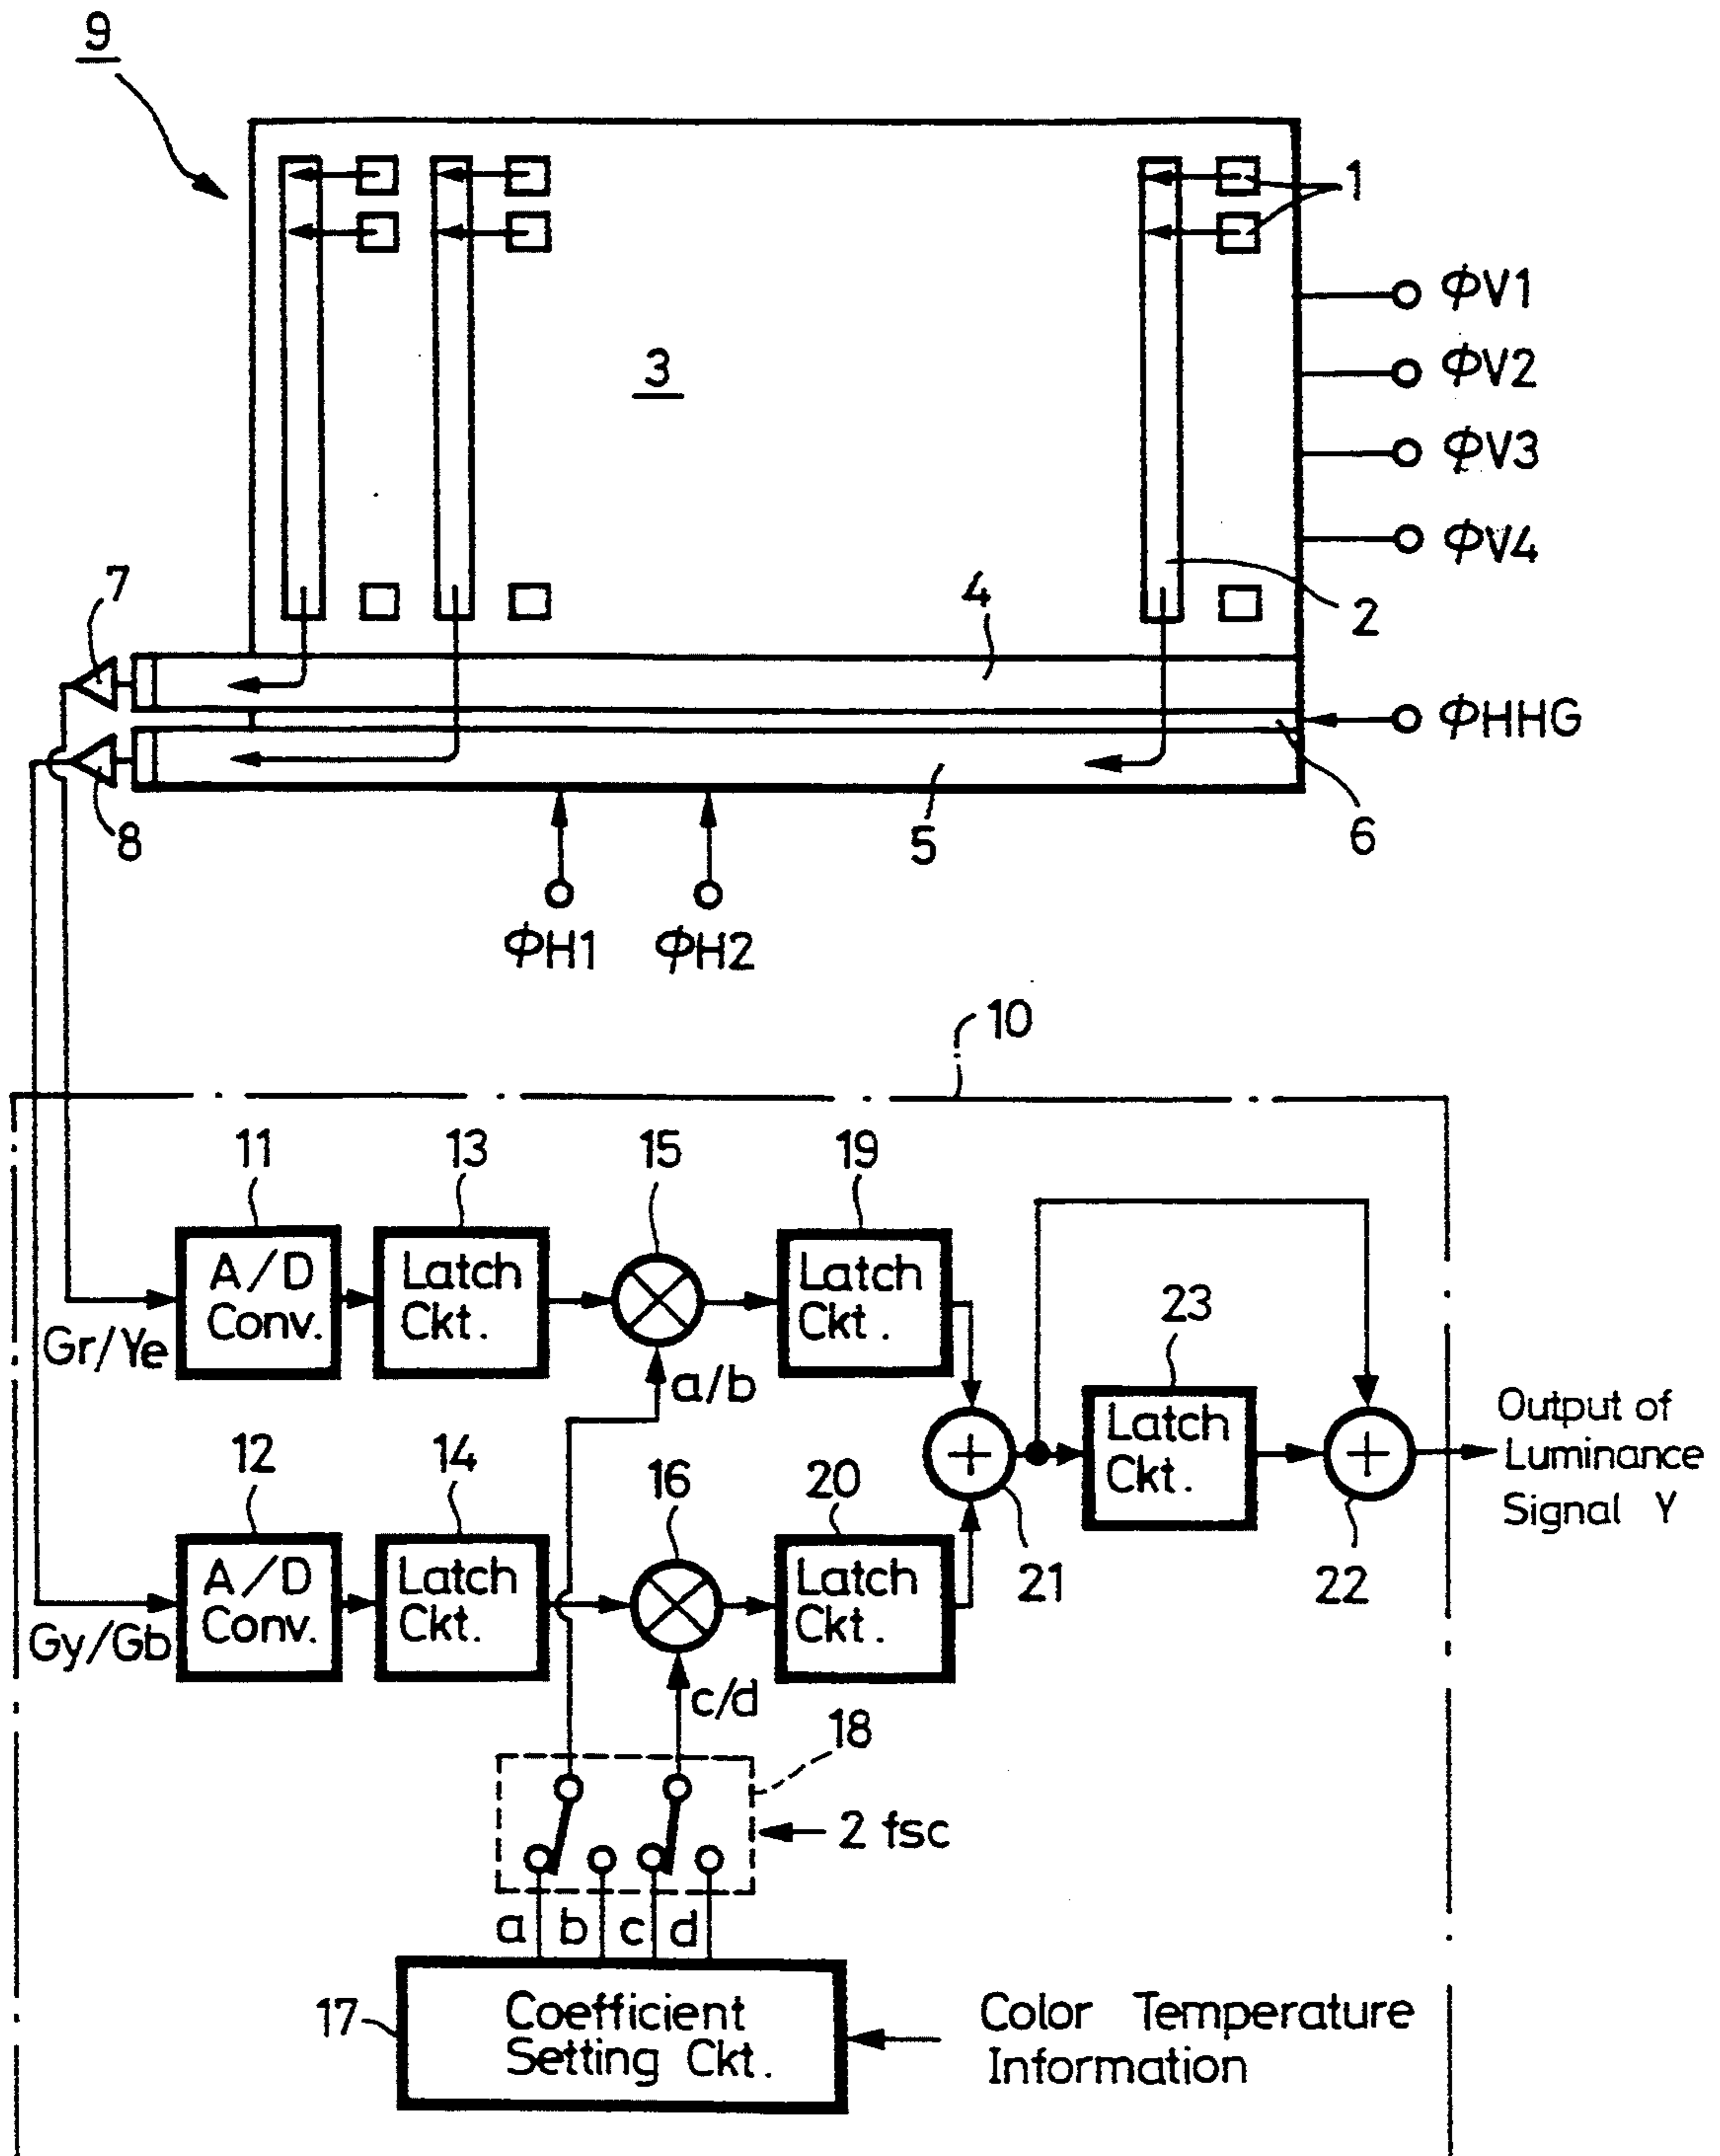 9
1
ΦV1
ΦV2
3
ΦV3
ΦV4
7
4
2
ΦHHG
8
5
6
ΦH1 ΦH2
10
11
13
15
19
A/D
Conv.
Latch
Ckt.
Latch
Ckt.
23
Gr/Ye
a/b
Latch
Ckt.
Output of
Luminance
Signal Y
12
14
16
20
21
22
A/D
Conv.
Latch
Ckt.
Latch
Ckt.
Gy/Gb
c/d
18
2 fsc
a b c d
17
Coefficient
Setting Ckt.
Color Temperature
Information